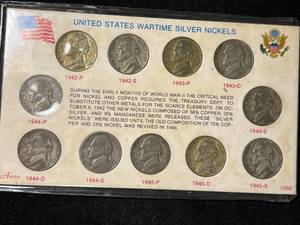 UNITED STATES WARTIME SILVER NICKELS
1942-P
1942-S
1943-P
1943-D
1944-P
DURING THE EARLY MONTHS OF WORLD WAR II THE CRITICAL NEED
FOR NICKEL AND COPPER REQUIRED THE TREASURY DEPT. TO
SUBSTITUTE OTHER METALS FOR THE SCARCE ELEMENTS. ON
OCTOBER 8, 1942 THE NEW NICKELS COMPOSED OF 56% COPPER, 35%
SILVER, AND 9% MANGANESE WERE RELEASED. THESE "SILVER
NICKELS" WERE ISSUED UNTIL THE OLD COMPOSITION OF 75% COP-
PER AND 25% NICKEL WAS REVIVED IN 1946.
1943-S
1944-D
1944-S
1945-P
1945-D
1945-S